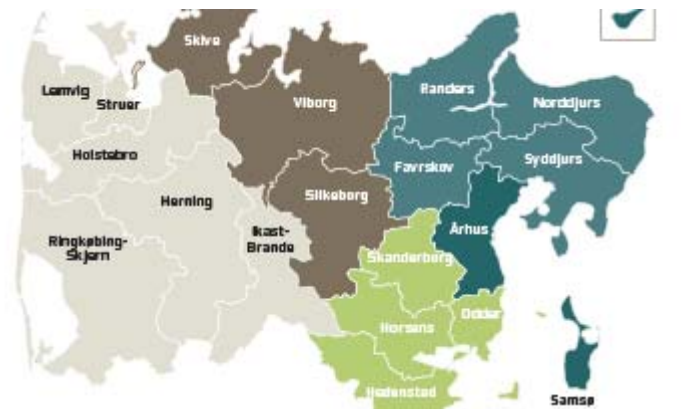 Skive
Lemvig
Struer
Viborg
Randers
Norddjurs
Holstebro
Favrskov
Syddjurs
Herning
Silkeborg
Ikast-
Brande
Århus
Ringkøbing-
Skjern
Skanderborg
Horsens
Odder
Hedensted
Samsø